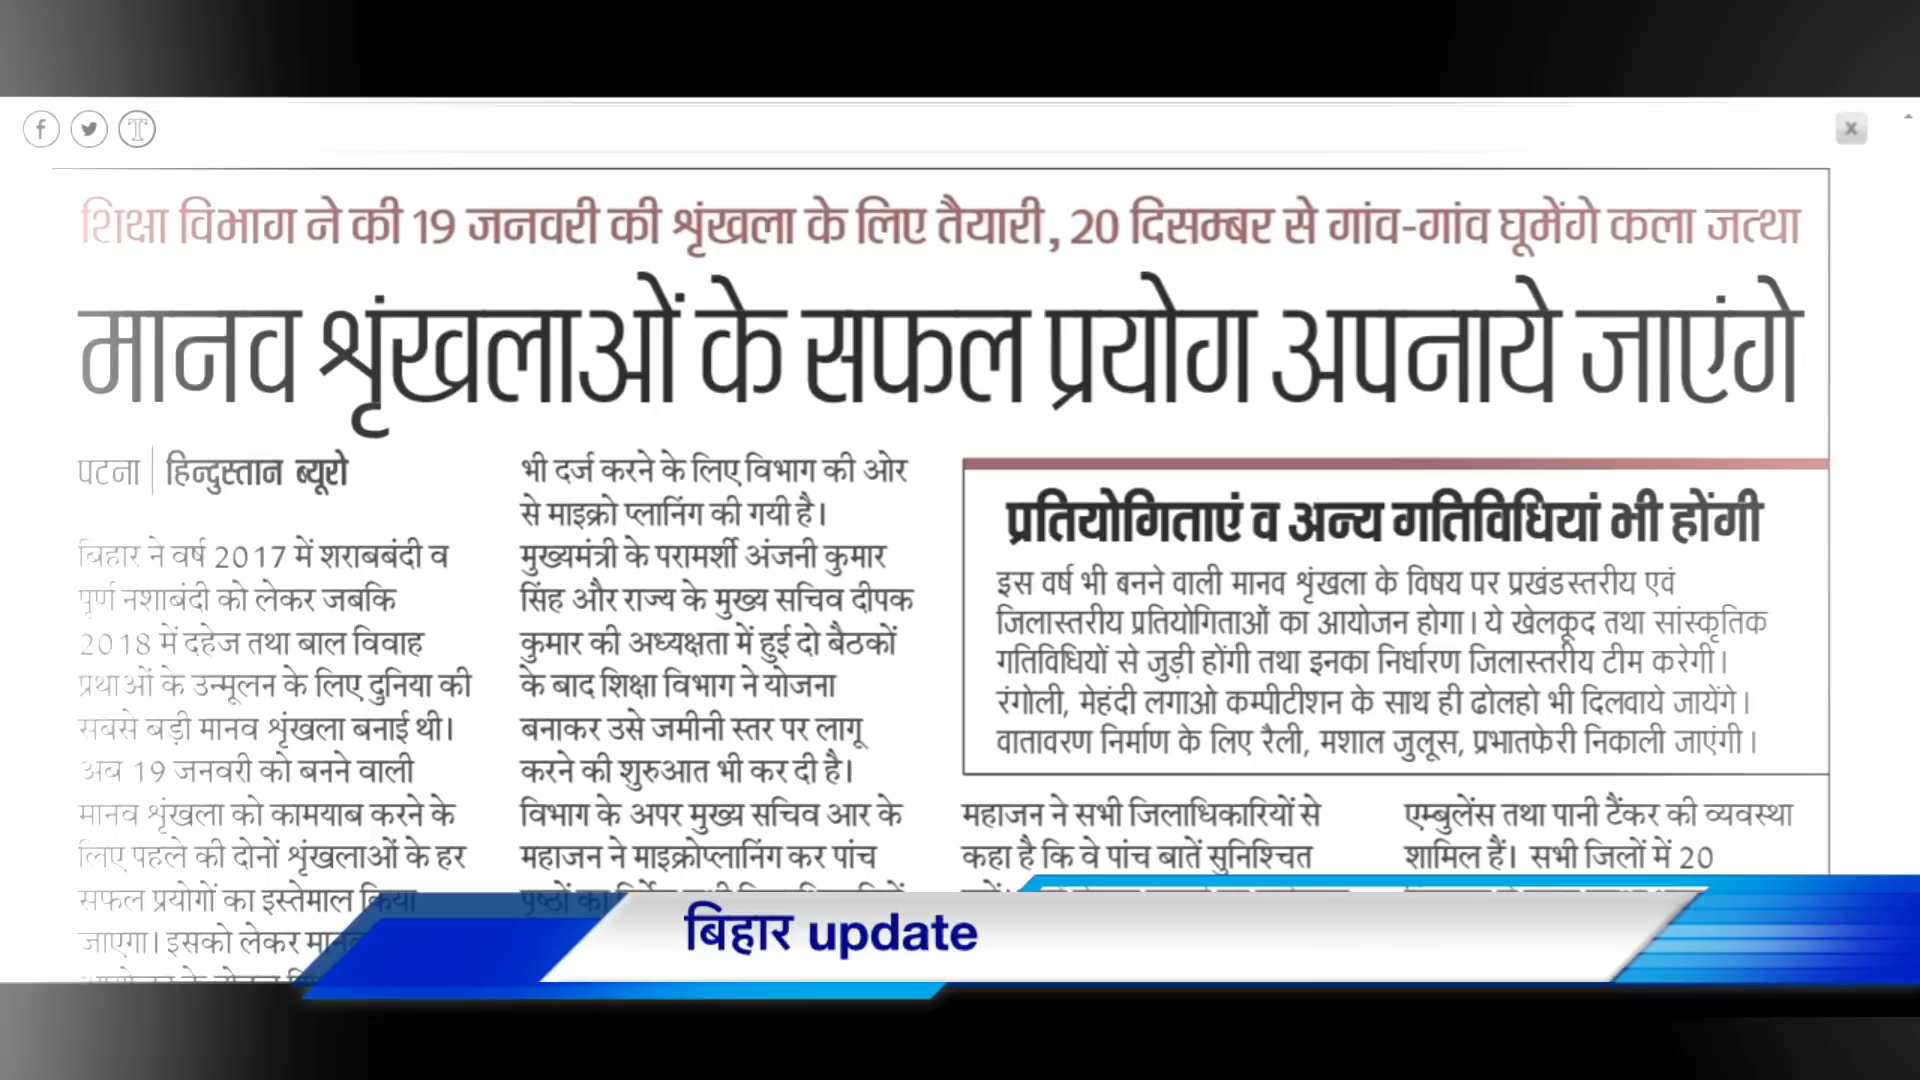 शिक्षा विभाग ने की 19 जनवरी की शृंखला के लिए तैयारी, 20 दिसम्बर से गांव-गांव घूमेंगे कला जत्था
मानव शृंखलाओं के सफल प्रयोग अपनाये जाएंगे
पटना | हिन्दुस्तान ब्यूरो
बिहार ने वर्ष 2017 में शराबबंदी व
पूर्ण नशाबंदी को लेकर जबकि
2018 में दहेज तथा बाल विवाह
प्रथाओं के उन्मूलन के लिए दुनिया की
सबसे बड़ी मानव शृंखला बनाई थी।
अब 19 जनवरी को बनने वाली
मानव शृंखला को कामयाब करने के
लिए पहले की दोनों शृंखलाओं के हर
सफल प्रयोगों का इस्तेमाल किया
जाएगा। इसको लेकर
भी दर्ज करने के लिए विभाग की ओर
से माइक्रो प्लानिंग की गयी है।
मुख्यमंत्री के परामर्शी अंजनी कुमार
सिंह और राज्य के मुख्य सचिव दीपक
कुमार की अध्यक्षता में हुई दो बैठकों
के बाद शिक्षा विभाग ने योजना
बनाकर उसे जमीनी स्तर पर लागू
करने की शुरुआत भी कर दी है।
विभाग के अपर मुख्य सचिव आर के
महाजन ने माइक्रोप्लानिंग कर पांच
पृष्ठों का
प्रतियोगिताएं व अन्य गतिविधियां भी होंगी
इस वर्ष भी बनने वाली मानव शृंखला के विषय पर प्रखंडस्तरीय एवं
जिलास्तरीय प्रतियोगिताओं का आयोजन होगा। ये खेलकूद तथा सांस्कृतिक
गतिविधियों से जुड़ी होंगी तथा इनका निर्धारण जिलास्तरीय टीम करेगी।
रंगोली, मेहंदी लगाओ कम्पीटीशन के साथ ही ढोलहो भी दिलवाये जायेंगे।
वातावरण निर्माण के लिए रैली, मशाल जुलूस, प्रभातफेरी निकाली जाएंगी।
महाजन ने सभी जिलाधिकारियों से
कहा है कि वे पांच बातें सुनिश्चित
एम्बुलेंस तथा पानी टैंकर की व्यवस्था
शामिल हैं। सभी जिलों में 20
बिहार update